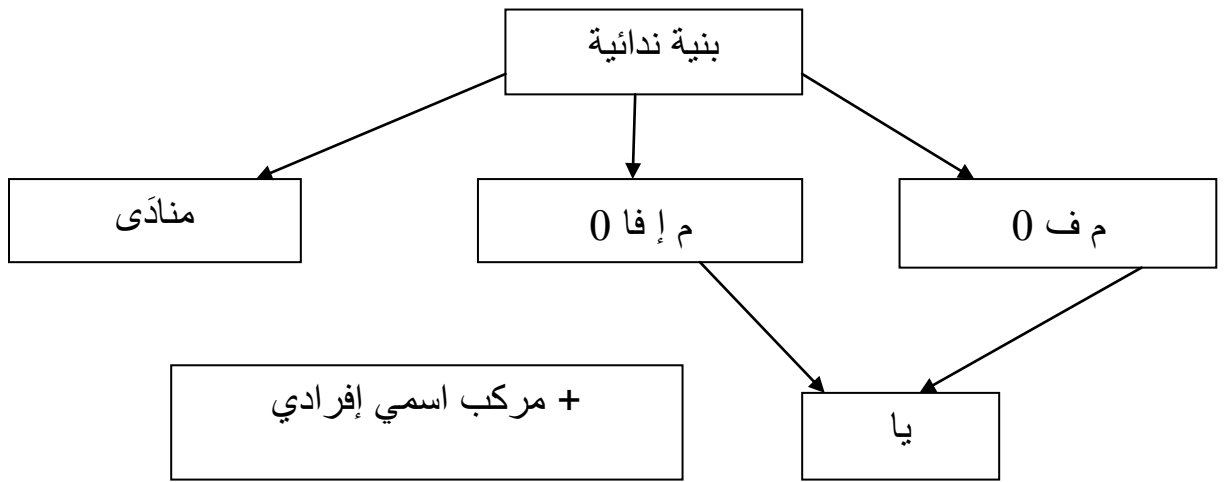 بنية ندائية
م ف 0
م إ فا 0
منادَى
يا
+ مركب اسمي إفرادي